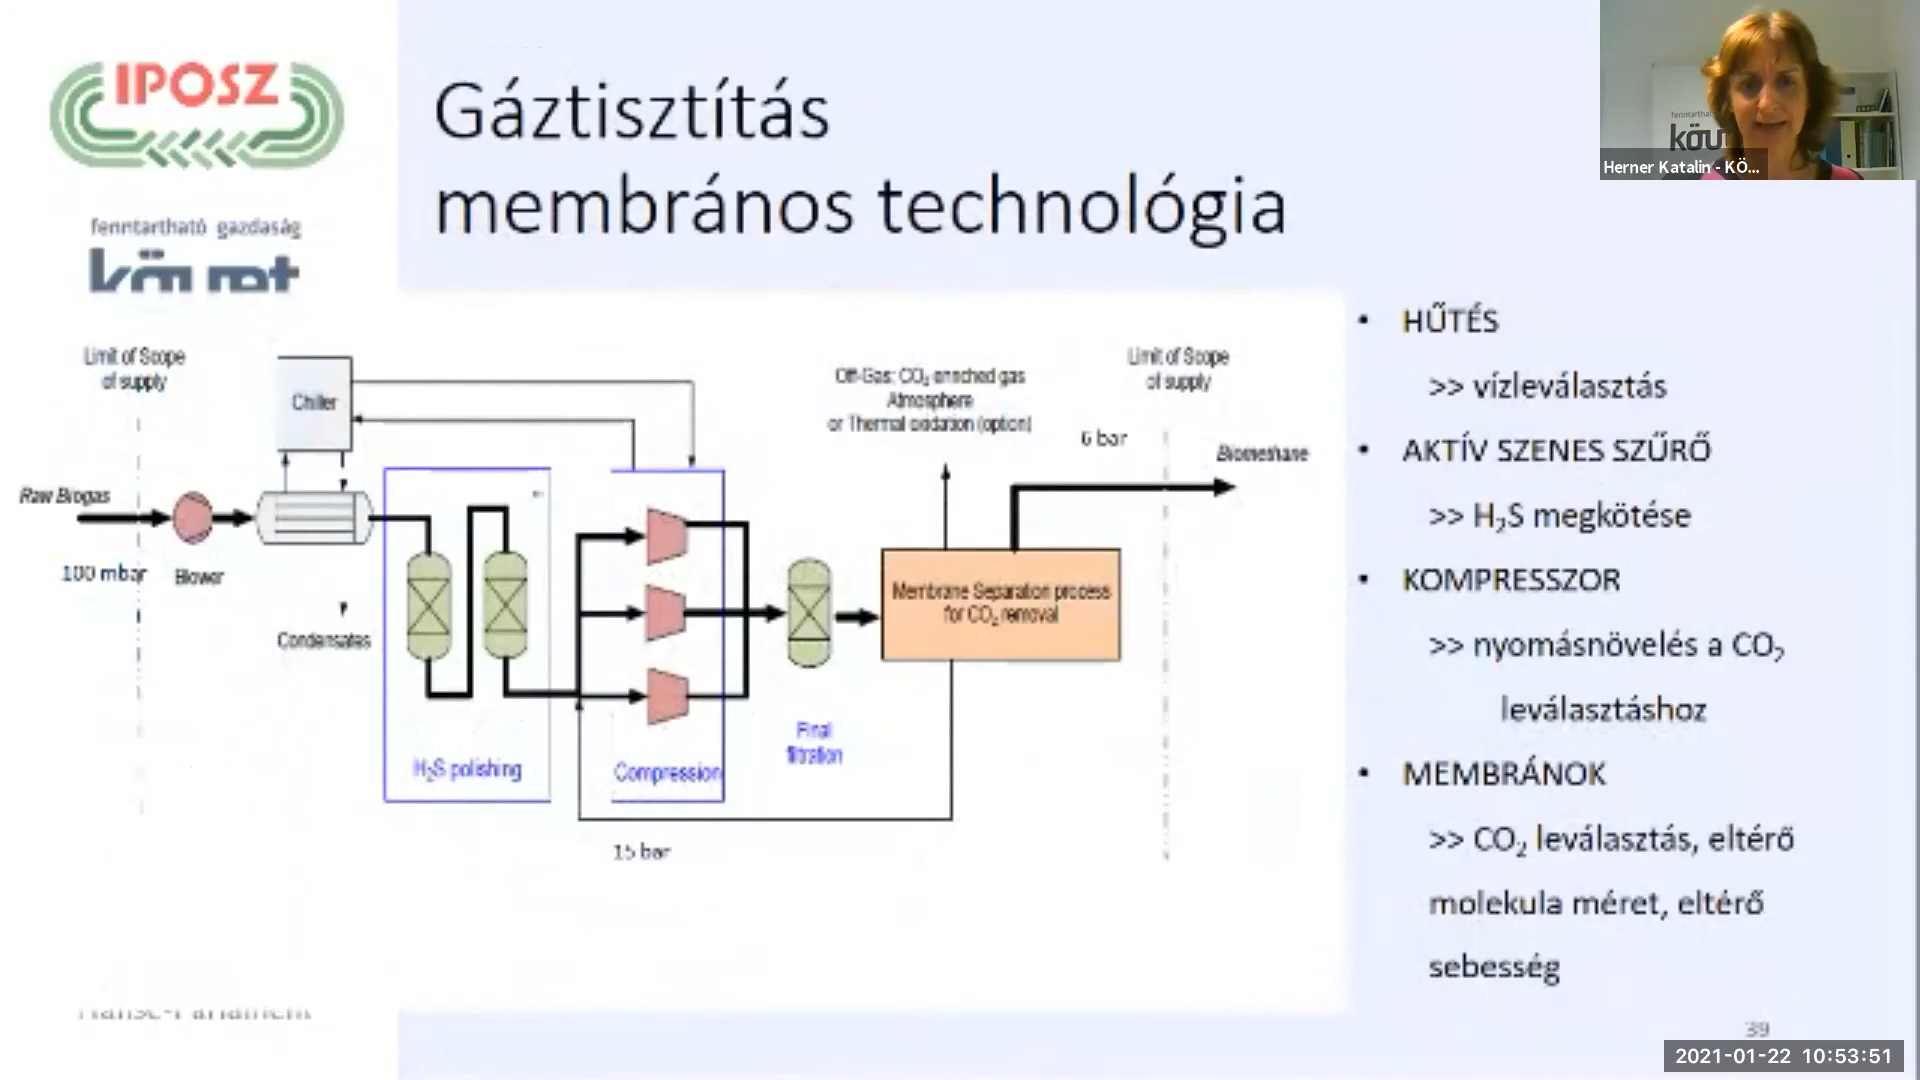 IPOSZ
fenntartható gazdaság
Gáztisztítás
membrános technológia
fenntarthat
Herner Katalin - KÖ...
Limit of Scope
of supply
Chiller
Raw Biogas
100 mbar
Blower
Condensates
H₂S polishing
Compression
15 bar
Final
filtration
Off-Gas: CO₂ enriched gas
Atmosphere
or Thermal oxidation (option)
Membrane Separation process
for CO₂ removal
6 bar
Limit of Scope
of supply
Biomethane
• HŰTÉS
>> vízleválasztás
• AKTÍV SZENES SZŰRŐ
>> H₂S megkötése
• KOMPRESSZOR
>> nyomásnövelés a CO₂
leválasztáshoz
• MEMBRÁNOK
>> CO₂ leválasztás, eltérő
molekula méret, eltérő
sebesség
39
2021-01-22 10:53:51